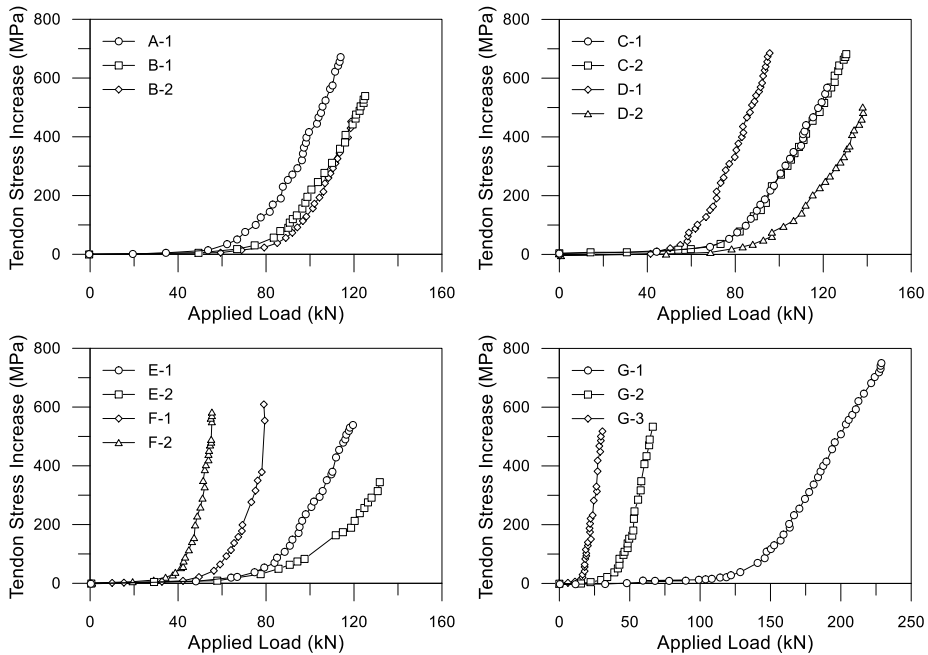 Tendon Stress Increase (MPa)
800
600
400
200
0
A-1
B-1
B-2
0 40 80 120 160
Applied Load (kN)
Tendon Stress Increase (MPa)
800
600
400
200
0
C-1
C-2
D-1
D-2
0 40 80 120 160
Applied Load (kN)
Tendon Stress Increase (MPa)
800
600
400
200
0
E-1
E-2
F-1
F-2
0 40 80 120 160
Applied Load (kN)
Tendon Stress Increase (MPa)
800
600
400
200
0
G-1
G-2
G-3
0 50 100 150 200 250
Applied Load (kN)